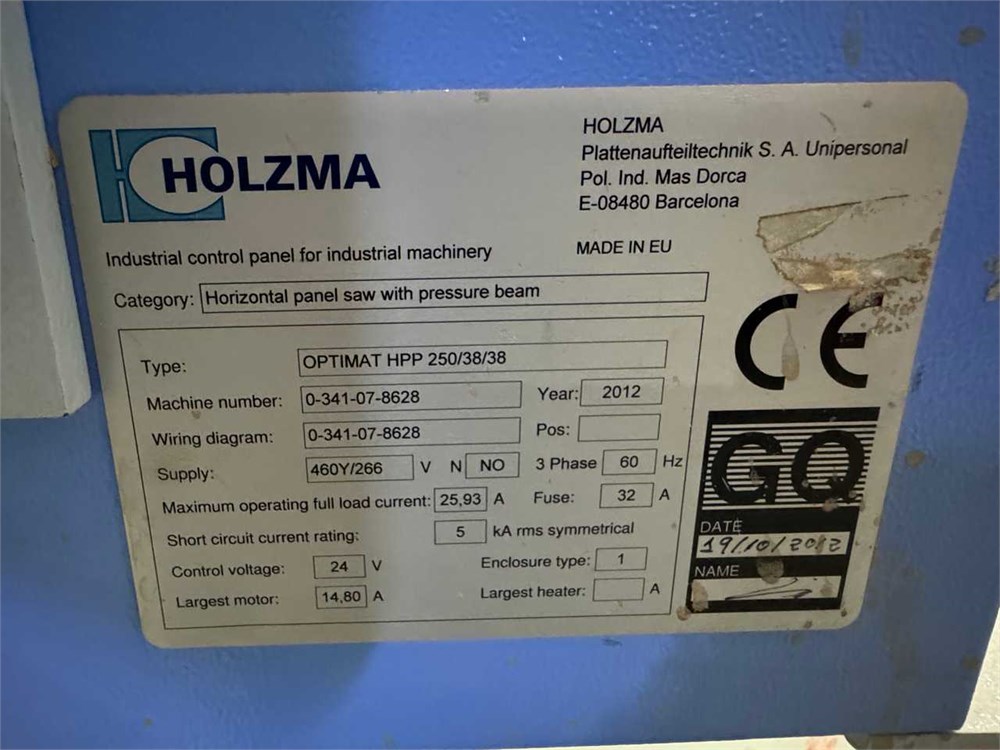 HOLZMA
HOLZMA
Plattenaufteiltechnik S. A. Unipersonal
Pol. Ind. Mas Dorca
E-08480 Barcelona
Industrial control panel for industrial machinery
MADE IN EU
Category: Horizontal panel saw with pressure beam
CE
Type: OPTIMAT HPP 250/38/38
Machine number: 0-341-07-8628 Year: 2012
Wiring diagram: 0-341-07-8628 Pos:
Supply: 460Y/266 V N NO 3 Phase 60 Hz
Maximum operating full load current: 25,93 A Fuse: 32 A
Short circuit current rating: 5 kA rms symmetrical
Control voltage: 24 V Enclosure type: 1
Largest motor: 14,80 A Largest heater: A
GQ
DATE
19/10/2012
NAME